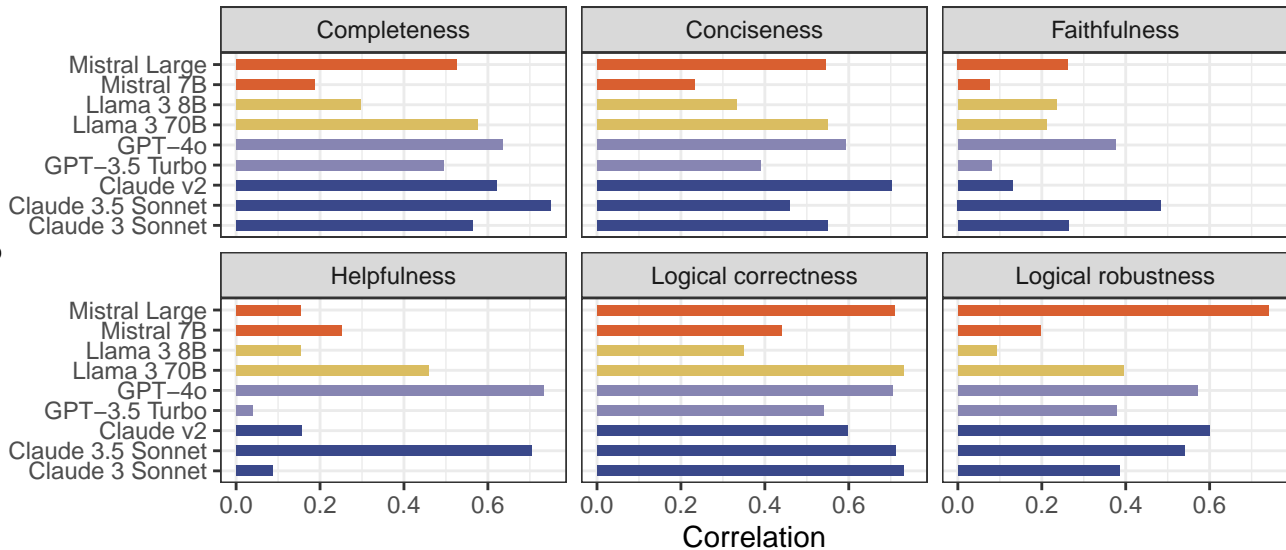 Completeness
Conciseness
Faithfulness
Mistral Large
Mistral 7B
Llama 3 8B
Llama 3 70B
GPT−4o
GPT−3.5 Turbo
Claude v2
Claude 3.5 Sonnet
Claude 3 Sonnet
Helpfulness
Logical correctness
Logical robustness
Mistral Large
Mistral 7B
Llama 3 8B
Llama 3 70B
GPT−4o
GPT−3.5 Turbo
Claude v2
Claude 3.5 Sonnet
Claude 3 Sonnet
0.0 0.2 0.4 0.6
0.0 0.2 0.4 0.6
0.0 0.2 0.4 0.6
Correlation